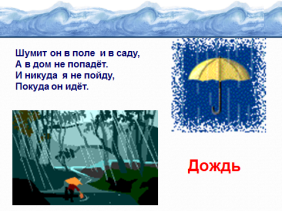 Шумит он в поле и в саду,
А в дом не попадёт.
И никуда я не пойду,
Покуда он идёт.
Дождь